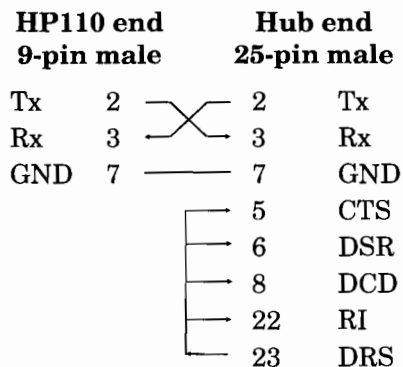 HP110 end Hub end
9-pin male 25-pin male
Tx 2 2 Tx
Rx 3 3 Rx
GND 7 7 GND
5 CTS
6 DSR
8 DCD
22 RI
23 DRS